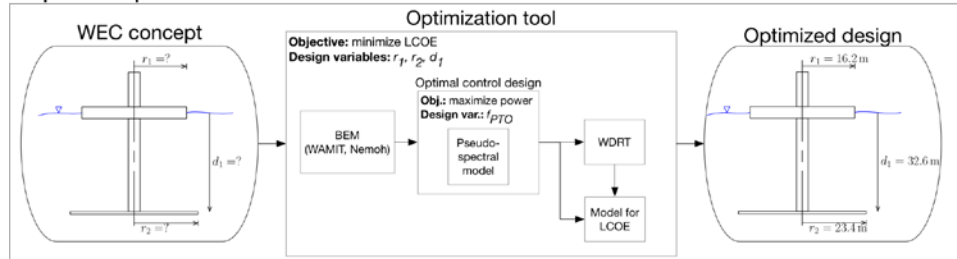 Optimization tool
WEC concept
Optimized design
Objective: minimize LCOE
Design variables: r₁, r₂, d₁
r₁ =?
r₁ = 16.2 m
Optimal control design
Obj.: maximize power
Design var.: f_PTO
BEM
(WAMIT, Nemoh)
Pseudo-
spectral
model
WDRT
d₁ =?
d₁ = 32.6 m
Model for
LCOE
r₂ =?
r₂ = 23.4 m